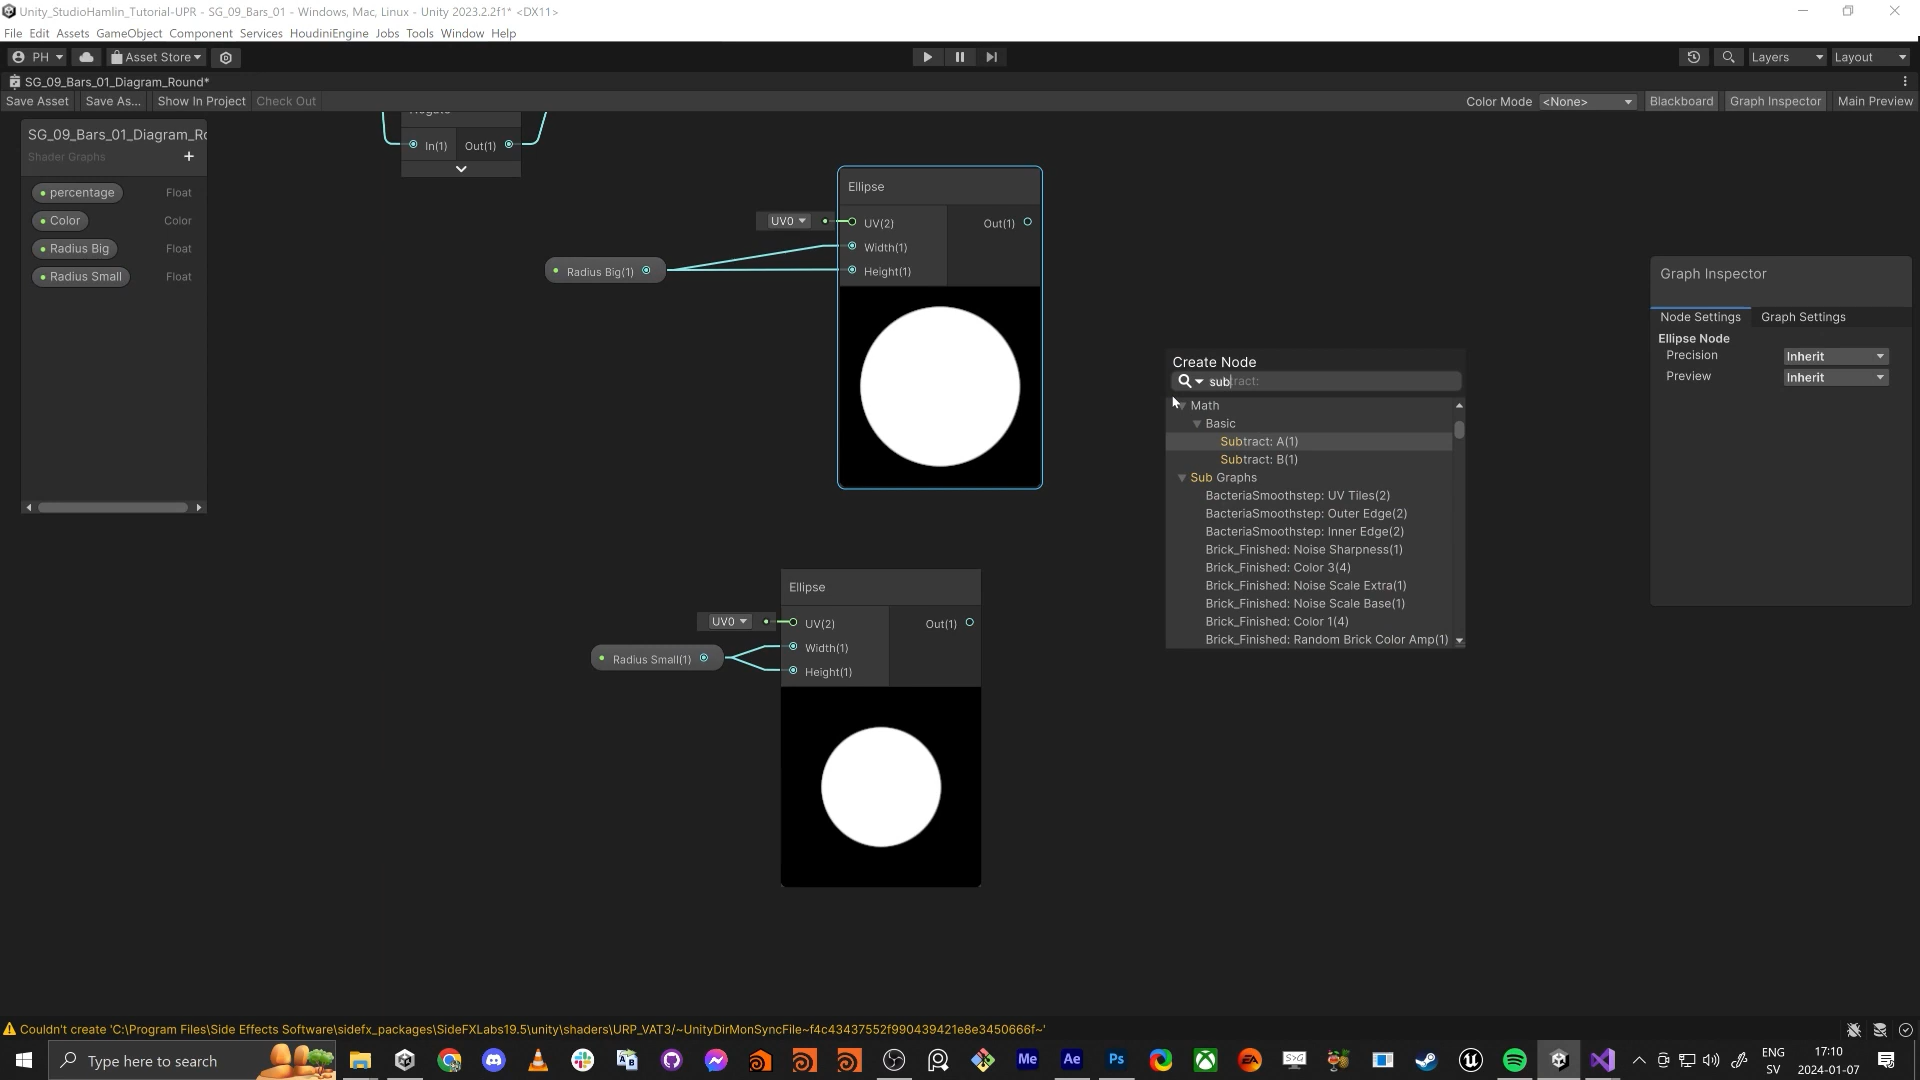 Unity_StudioHamlin_Tutorial-UPR - SG_09_Bars_01 - Windows, Mac, Linux - Unity 2023.2.2f1* <DX11>
File Edit Assets GameObject Component Services HoudiniEngine Jobs Tools Window Help
PH Asset Store Layers Layout
SG_09_Bars_01_Diagram_Round*
Save Asset Save As... Show In Project Check Out Color Mode <None> Blackboard Graph Inspector Main Preview
SG_09_Bars_01_Diagram_Ro
Shader Graphs +
percentage Float
Color Color
Radius Big Float
Radius Small Float
In(1) Out(1)
Ellipse
UV0 UV(2) Out(1)
Width(1)
Radius Big(1) Height(1)
Create Node
subtract:
Math
Basic
Subtract: A(1)
Subtract: B(1)
Sub Graphs
BacteriaSmoothstep: UV Tiles(2)
BacteriaSmoothstep: Outer Edge(2)
BacteriaSmoothstep: Inner Edge(2)
Brick_Finished: Noise Sharpness(1)
Brick_Finished: Color 3(4)
Brick_Finished: Noise Scale Extra(1)
Brick_Finished: Noise Scale Base(1)
Brick_Finished: Color 1(4)
Brick_Finished: Random Brick Color Amp(1)
Graph Inspector
Node Settings Graph Settings
Ellipse Node
Precision Inherit
Preview Inherit
Ellipse
UV0 UV(2) Out(1)
Width(1)
Radius Small(1) Height(1)
Couldn't create 'C:\Program Files\Side Effects Software\sidefx_packages\SideFXLabs19.5\unity\shaders\URP_VAT3/~UnityDirMonSyncFile~f4c43437552f990439421e8e3450666f~'
Type here to search
Me Ae Ps EA S>G
ENG
SV
17:10
2024-01-07